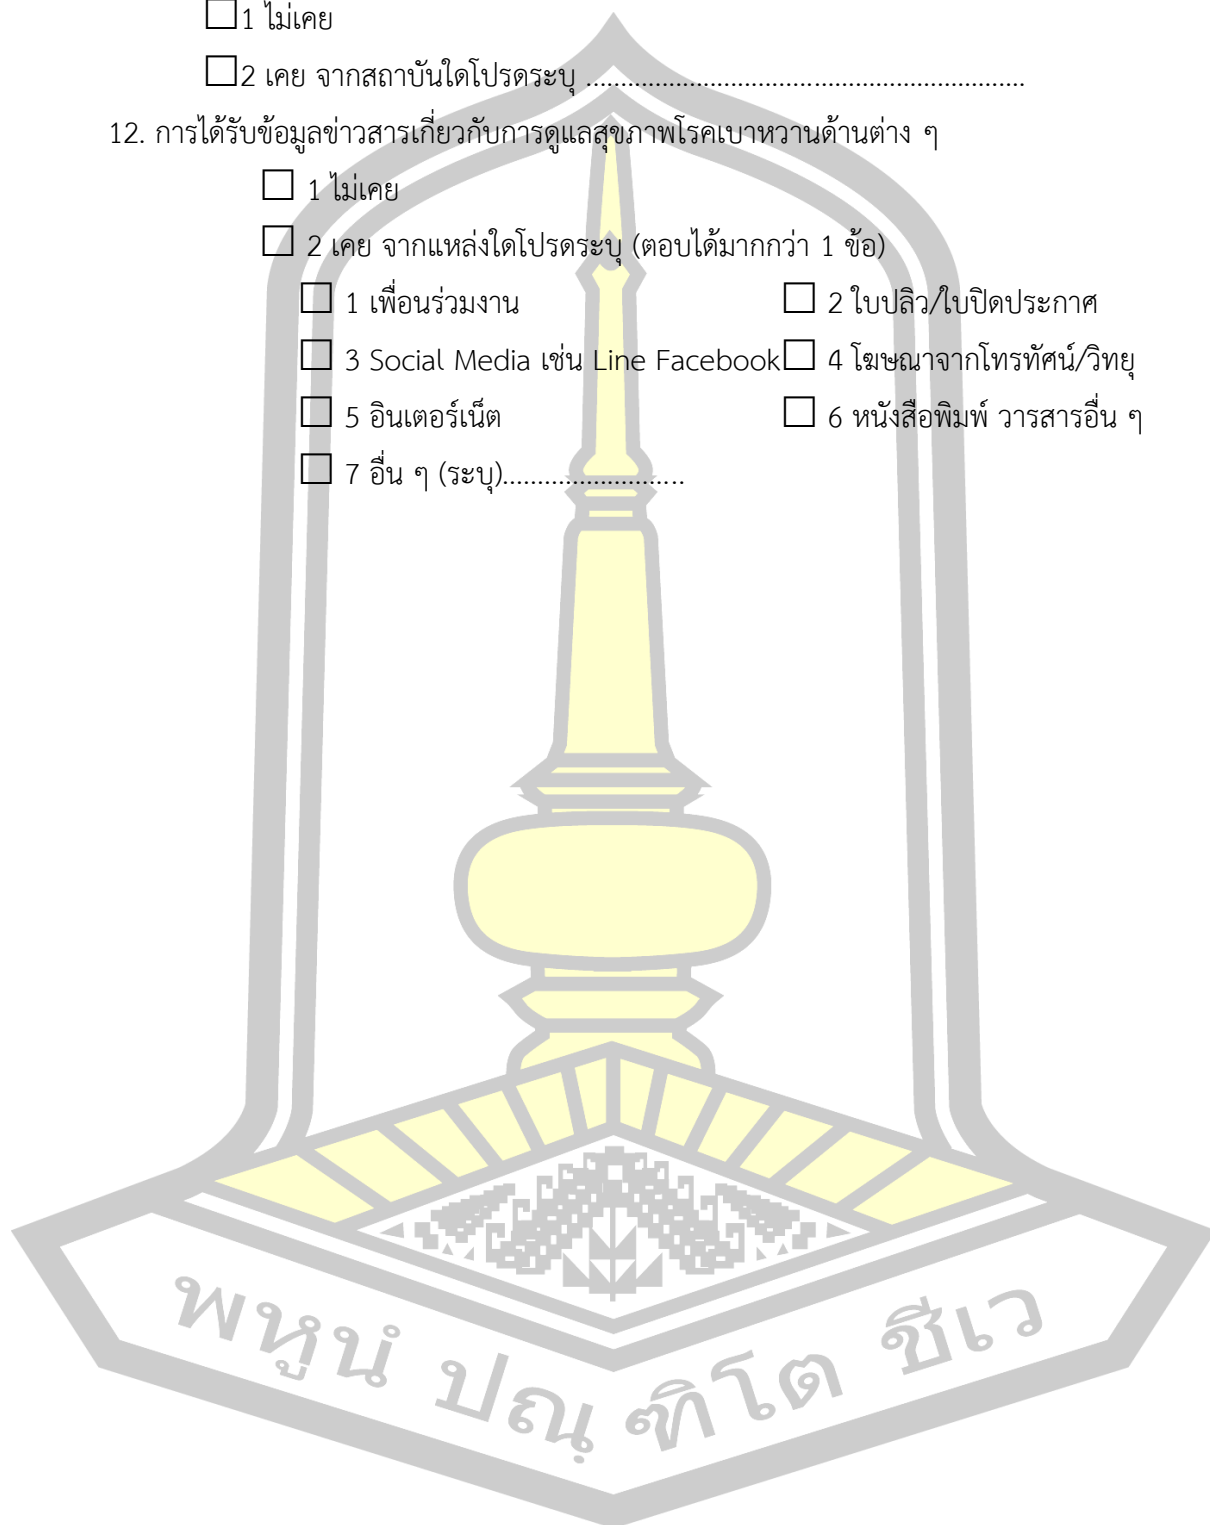 ☐1 ไม่เคย
☐2 เคย จากสถาบันใดโปรดระบุ ................................................................
12. การได้รับข้อมูลข่าวสารเกี่ยวกับการดูแลสุขภาพโรคเบาหวานด้านต่าง ๆ
☐ 1 ไม่เคย
☐ 2 เคย จากแหล่งใดโปรดระบุ (ตอบได้มากกว่า 1 ข้อ)
☐ 1 เพื่อนร่วมงาน ☐ 2 ใบปลิว/ใบปิดประกาศ
☐ 3 Social Media เช่น Line Facebook ☐ 4 โฆษณาจากโทรทัศน์/วิทยุ
☐ 5 อินเตอร์เน็ต ☐ 6 หนังสือพิมพ์ วารสารอื่น ๆ
☐ 7 อื่น ๆ (ระบุ)..........................
พหูนํ ปณฺฑิโต ชีเว